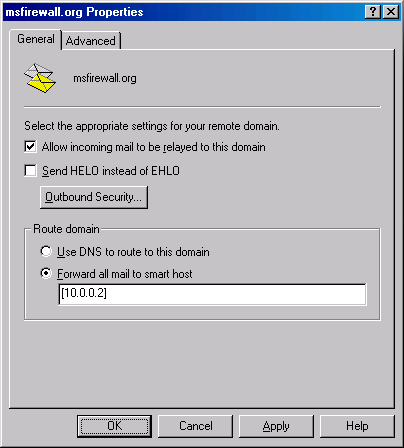 msfirewall.org Properties
General Advanced
msfirewall.org
Select the appropriate settings for your remote domain.
Allow incoming mail to be relayed to this domain
Send HELO instead of EHLO
Outbound Security...
Route domain
Use DNS to route to this domain
Forward all mail to smart host
[10.0.0.2]
OK Cancel Apply Help